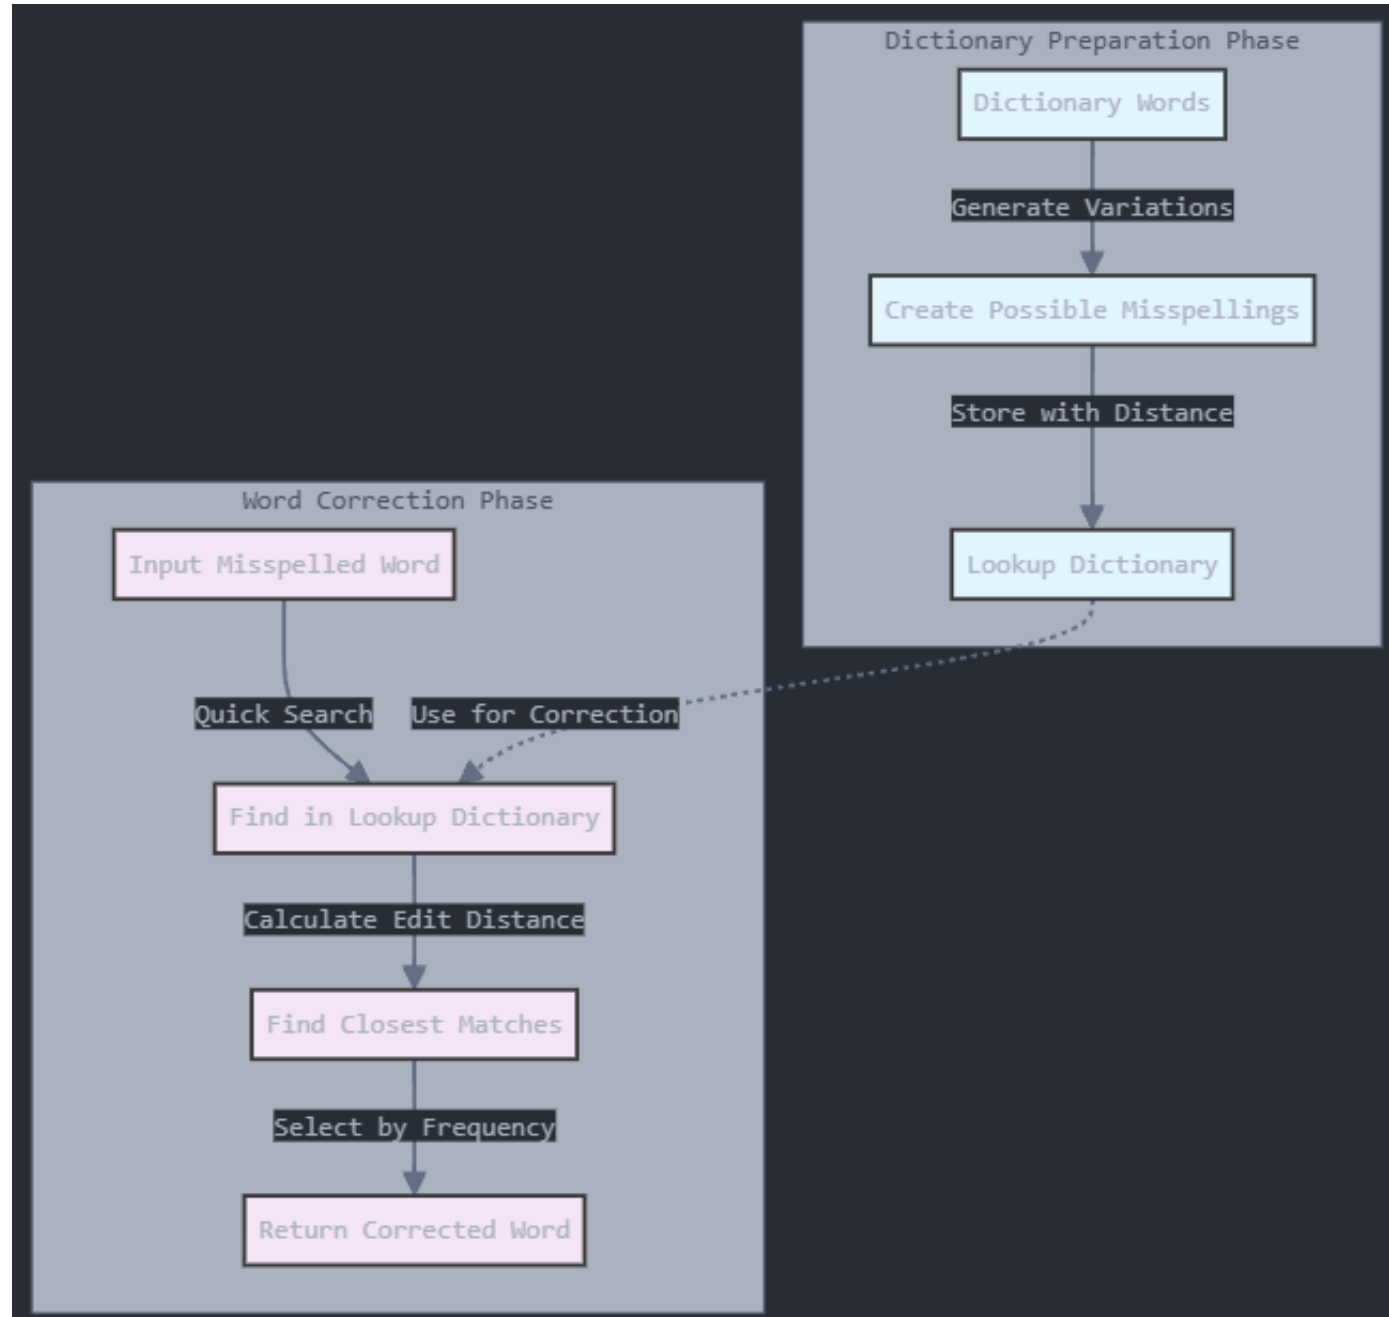 Dictionary Preparation Phase
Dictionary Words
Generate Variations
Create Possible Misspellings
Store with Distance
Lookup Dictionary
Word Correction Phase
Input Misspelled Word
Quick Search
Use for Correction
Find in Lookup Dictionary
Calculate Edit Distance
Find Closest Matches
Select by Frequency
Return Corrected Word